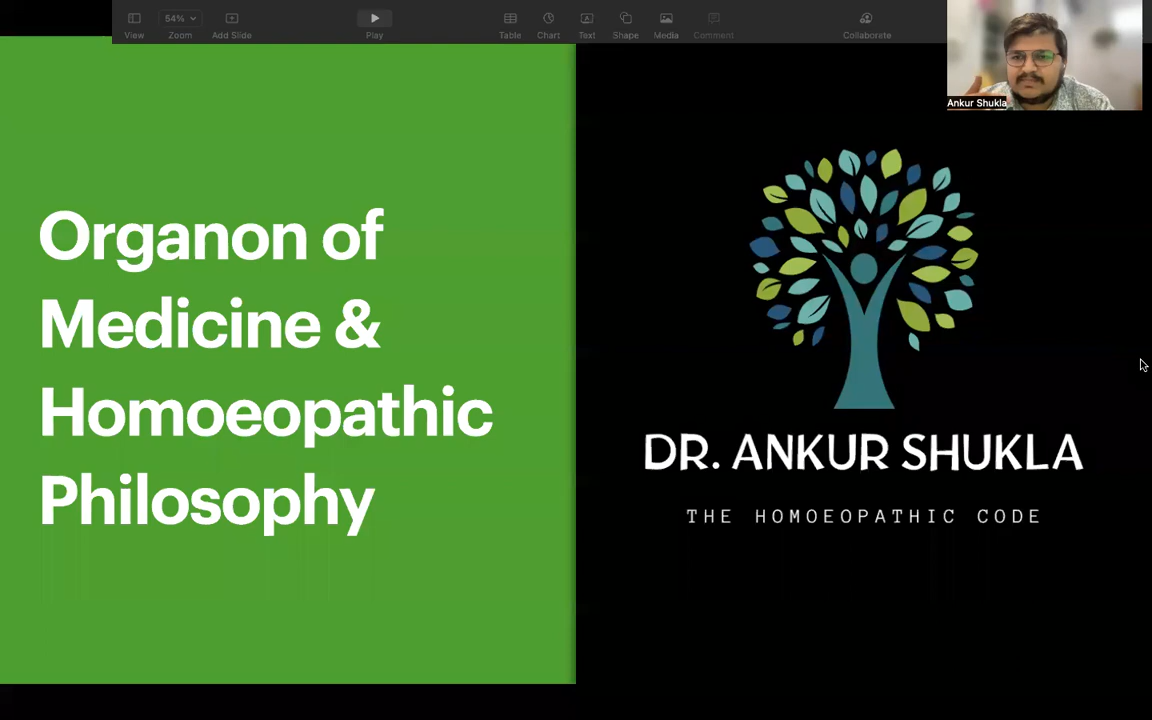 54%
View
Zoom
Add Slide
Play
Table
Chart
Text
Shape
Media
Comment
Collaborate
Ankur Shukla
Organon of
Medicine &
Homoeopathic
Philosophy
DR. ANKUR SHUKLA
THE HOMOEOPATHIC CODE